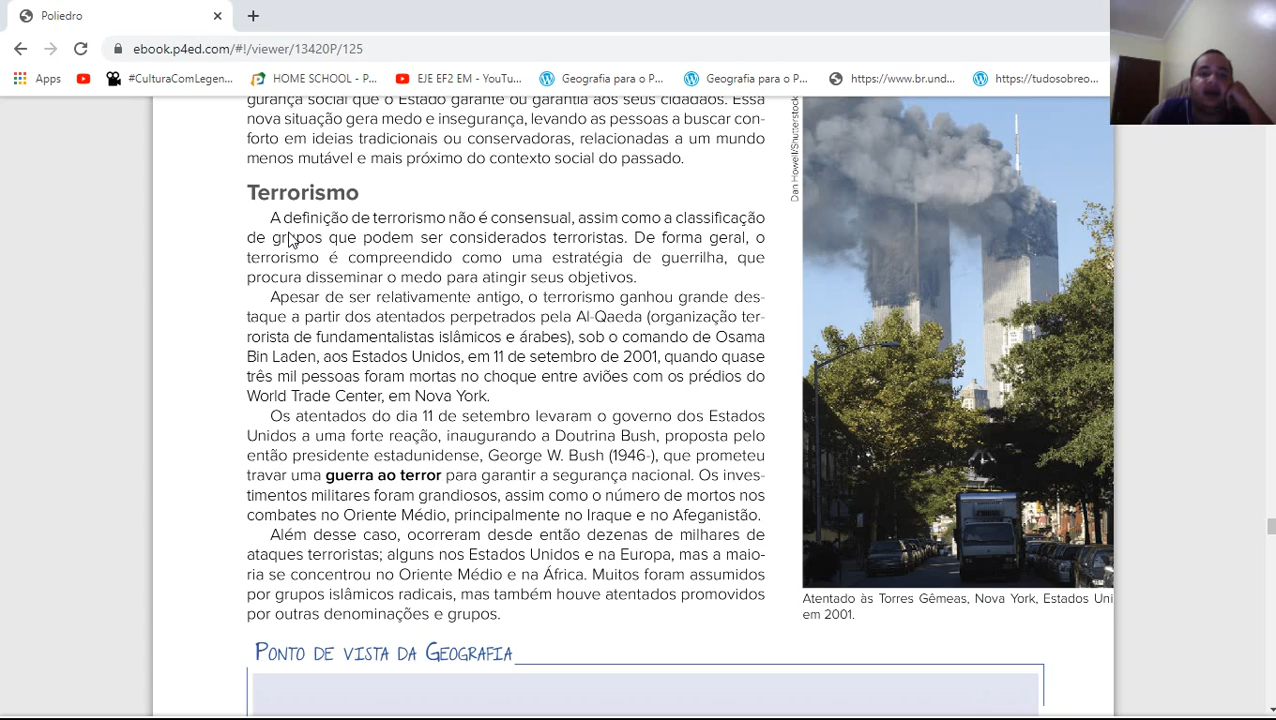 Poliedro
ebook.p4ed.com/#!/viewer/13420P/125
Apps
#CulturaComLegen...
HOME SCHOOL - P...
EJE EF2 EM - YouTu...
Geografia para o P...
Geografia para o P...
https://www.br.und...
https://tudosobreo...
gurança social que o Estado garante ou garantia aos seus cidadãos. Essa
nova situação gera medo e insegurança, levando as pessoas a buscar con-
forto em ideias tradicionais ou conservadoras, relacionadas a um mundo
menos mutável e mais próximo do contexto social do passado.
Terrorismo
A definição de terrorismo não é consensual, assim como a classificação
de grupos que podem ser considerados terroristas. De forma geral, o
terrorismo é compreendido como uma estratégia de guerrilha, que
procura disseminar o medo para atingir seus objetivos.
Apesar de ser relativamente antigo, o terrorismo ganhou grande des-
taque a partir dos atentados perpetrados pela Al-Qaeda (organização ter-
rorista de fundamentalistas islâmicos e árabes), sob o comando de Osama
Bin Laden, aos Estados Unidos, em 11 de setembro de 2001, quando quase
três mil pessoas foram mortas no choque entre aviões com os prédios do
World Trade Center, em Nova York.
Os atentados do dia 11 de setembro levaram o governo dos Estados
Unidos a uma forte reação, inaugurando a Doutrina Bush, proposta pelo
então presidente estadunidense, George W. Bush (1946-), que prometeu
travar uma guerra ao terror para garantir a segurança nacional. Os inves-
timentos militares foram grandiosos, assim como o número de mortos nos
combates no Oriente Médio, principalmente no Iraque e no Afeganistão.
Além desse caso, ocorreram desde então dezenas de milhares de
ataques terroristas; alguns nos Estados Unidos e na Europa, mas a maio-
ria se concentrou no Oriente Médio e na África. Muitos foram assumidos
por grupos islâmicos radicais, mas também houve atentados promovidos
por outras denominações e grupos.
Dan Howell/Shutterstock
Atentado às Torres Gêmeas, Nova York, Estados Uni
em 2001.
PONTO DE VISTA DA GEOGRAFIA